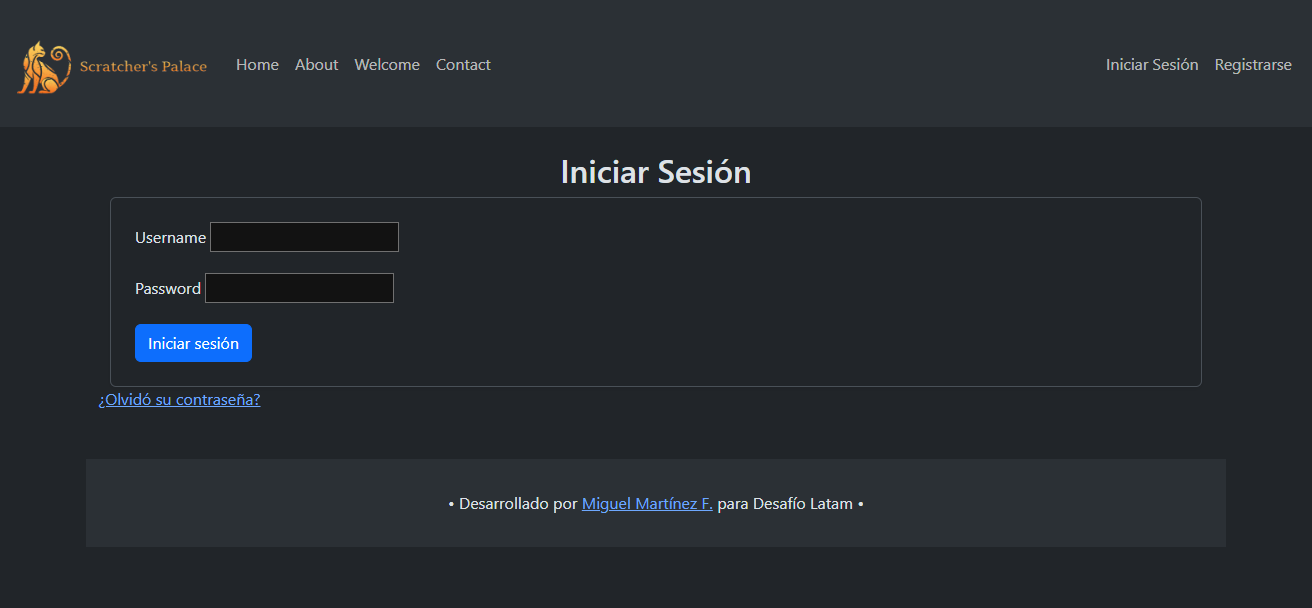 Scratcher's Palace Home About Welcome Contact Iniciar Sesión Registrarse
Iniciar Sesión
Username
Password
Iniciar sesión
¿Olvidó su contraseña?
• Desarrollado por Miguel Martínez F. para Desafío Latam •